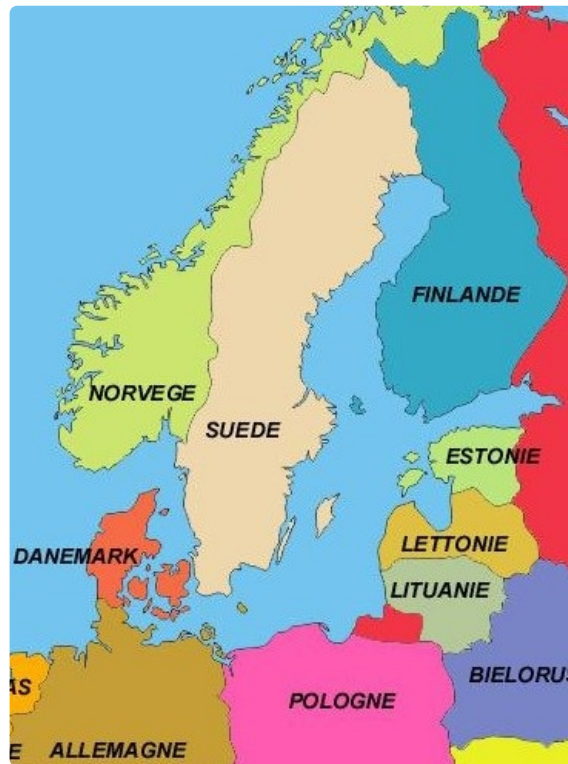 FINLANDE
NORVEGE
SUEDE
ESTONIE
LETTONIE
DANEMARK
LITUANIE
BIELORUS
AS
POLOGNE
E
ALLEMAGNE